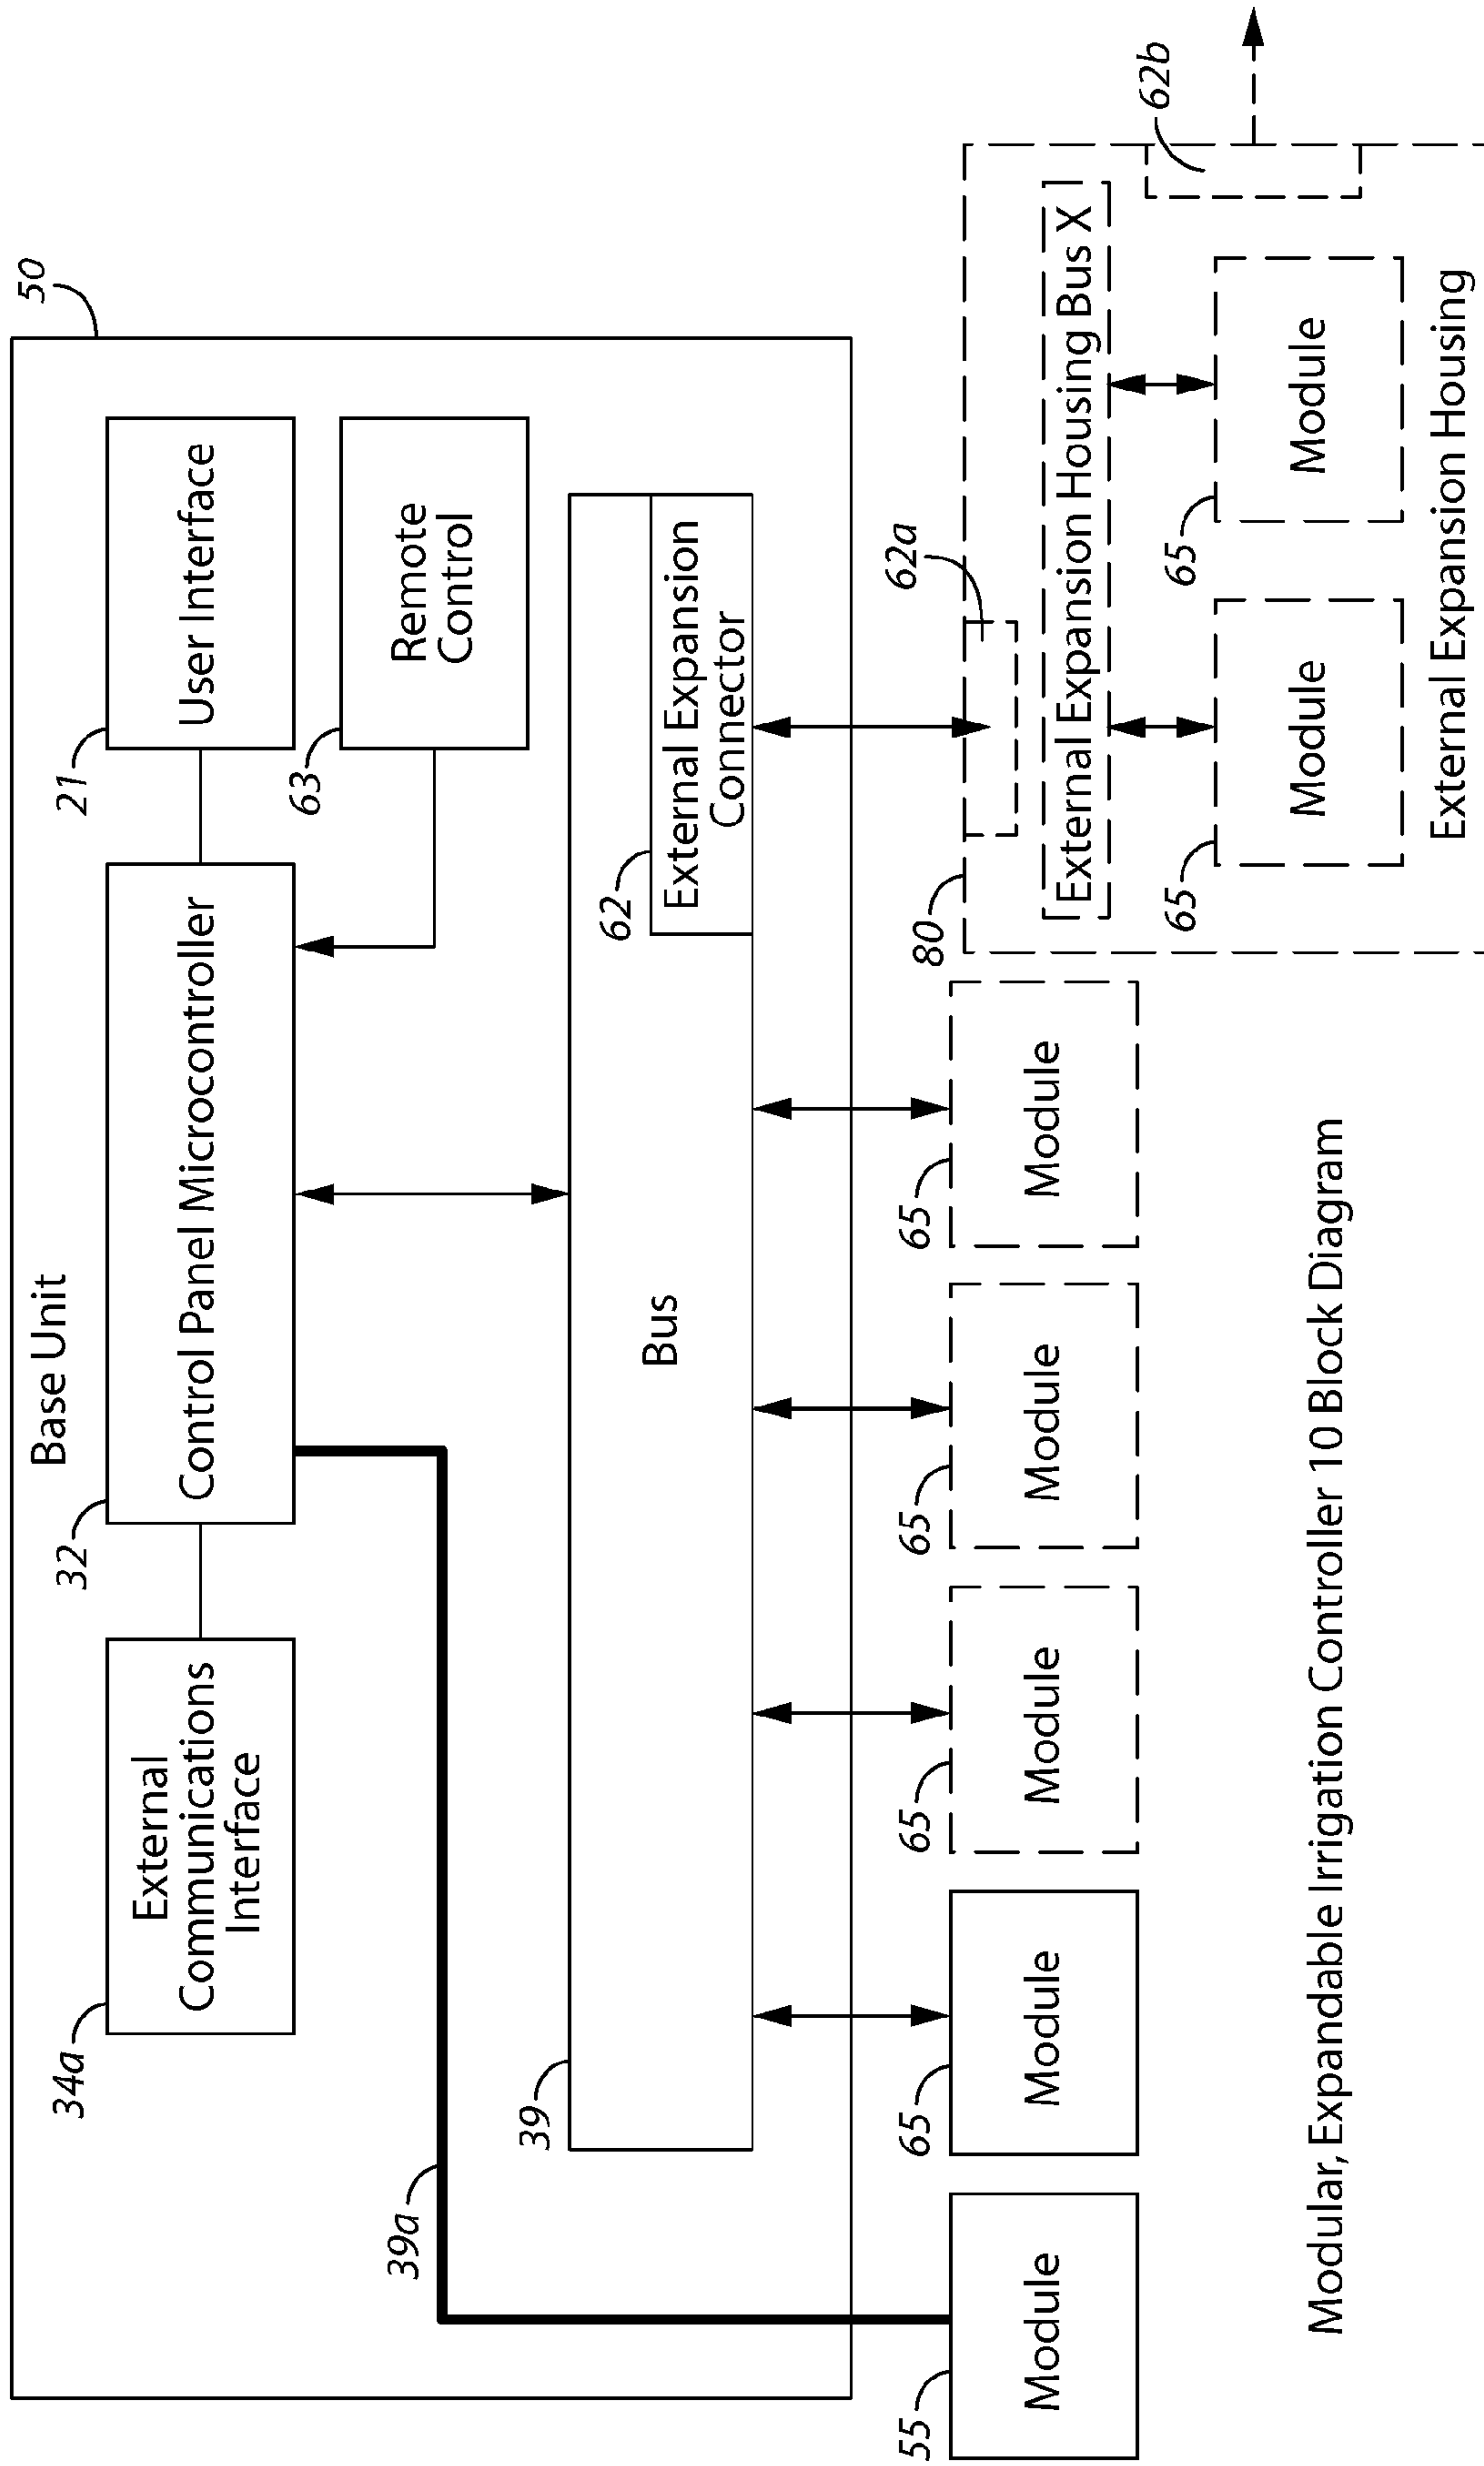 50
Base Unit
34a
External
Communications
Interface
32
Control Panel Microcontroller
21
User Interface
63
Remote
Control
39a
39
Bus
62
External Expansion
Connector
55
Module
65
Module
65
Module
65
Module
65
Module
80
62a
62b
External Expansion Housing Bus X
65
Module
65
Module
External Expansion Housing
Modular, Expandable Irrigation Controller 10 Block Diagram